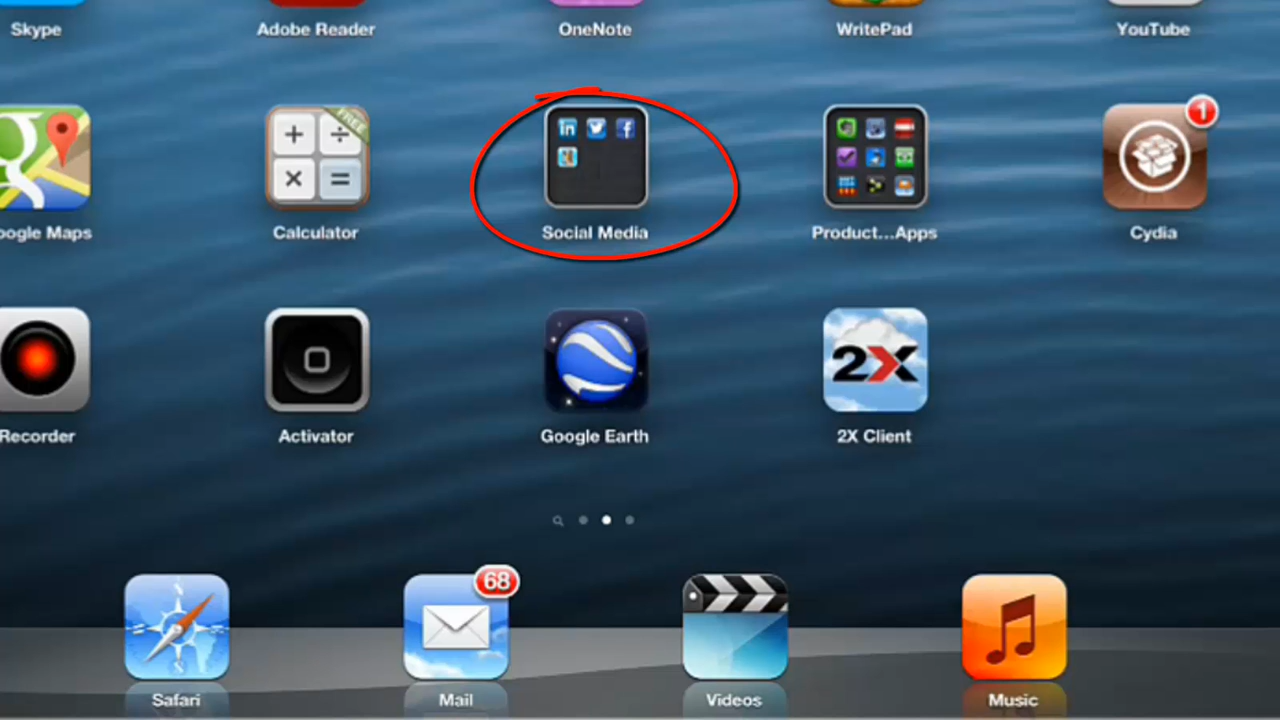 Skype
Adobe Reader
OneNote
WritePad
YouTube
FREE
in
f
1
oogle Maps
Calculator
Social Media
Product...Apps
Cydia
2X
Recorder
Activator
Google Earth
2X Client
68
Safari
Mail
Videos
Music